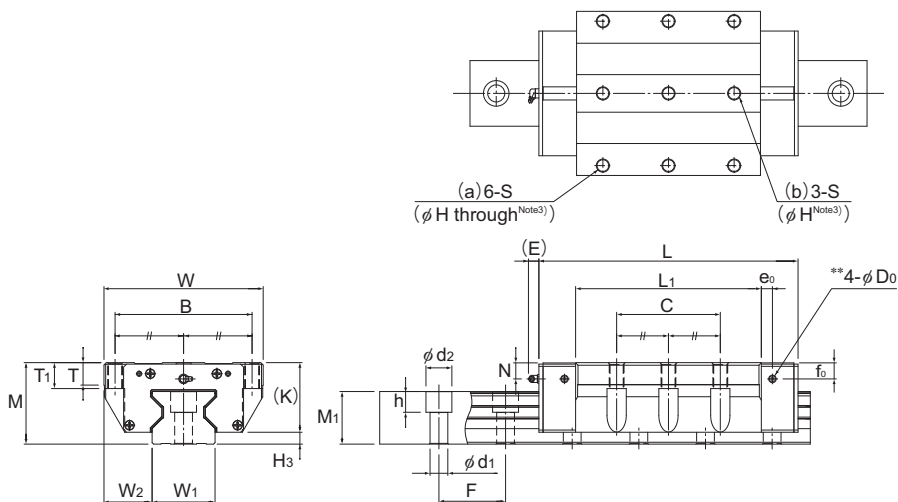 (a)6-S
(φH through Note3))
(b)3-S
(φH Note3))
(E)
L
W
L1
e0
**4-φD0
B
C
φd2
T1
T
N
f0
(K)
M
h
M1
H3
φd1
W2
W1
F